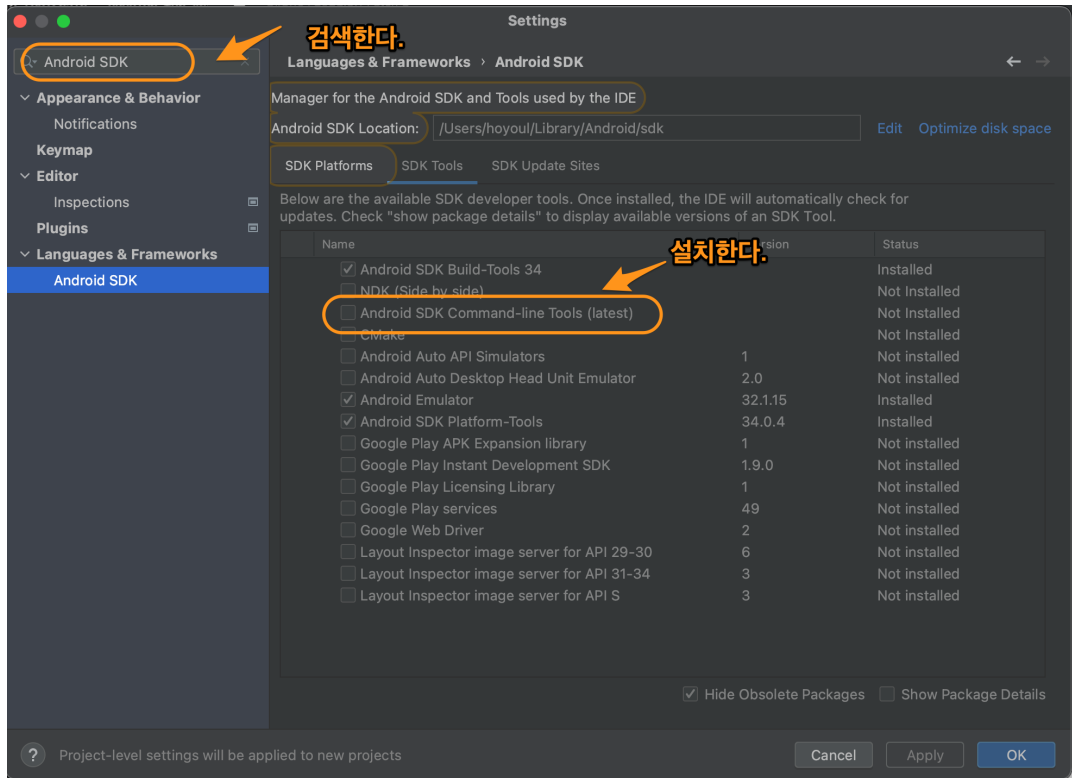 Settings
검색한다.
Android SDK
Languages & Frameworks › Android SDK
Appearance & Behavior
Notifications
Keymap
Editor
Inspections
Plugins
Languages & Frameworks
Android SDK
Manager for the Android SDK and Tools used by the IDE
Android SDK Location: /Users/hoyoul/Library/Android/sdk Edit Optimize disk space
SDK Platforms SDK Tools SDK Update Sites
Below are the available SDK developer tools. Once installed, the IDE will automatically check for
updates. Check "show package details" to display available versions of an SDK Tool.
설치한다.
Name Status
Android SDK Build-Tools 34 Installed
NDK (Side by side) Not Installed
Android SDK Command-line Tools (latest) Not Installed
CMake Not Installed
Android Auto API Simulators 1 Not installed
Android Auto Desktop Head Unit Emulator 2.0 Not installed
Android Emulator 32.1.15 Installed
Android SDK Platform-Tools 34.0.4 Installed
Google Play APK Expansion library 1 Not installed
Google Play Instant Development SDK 1.9.0 Not installed
Google Play Licensing Library 1 Not installed
Google Play services 49 Not installed
Google Web Driver 2 Not installed
Layout Inspector image server for API 29-30 6 Not installed
Layout Inspector image server for API 31-34 3 Not installed
Layout Inspector image server for API S 3 Not installed
Hide Obsolete Packages Show Package Details
? Project-level settings will be applied to new projects
Cancel Apply OK